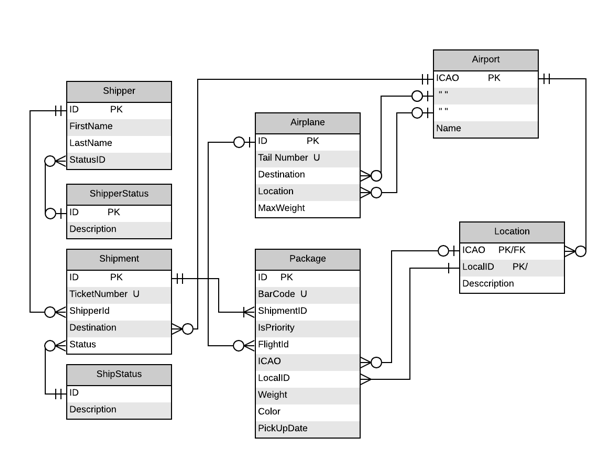 Shipper
ID PK
FirstName
LastName
StatusID
ShipperStatus
ID PK
Description
Shipment
ID PK
TicketNumber U
ShipperId
Destination
Status
ShipStatus
ID
Description
Airplane
ID PK
Tail Number U
Destination
Location
MaxWeight
Package
ID PK
BarCode U
ShipmentID
IsPriority
FlightId
ICAO
LocalID
Weight
Color
PickUpDate
Airport
ICAO PK
" "
" "
Name
Location
ICAO PK/FK
LocalID PK/
Desccription